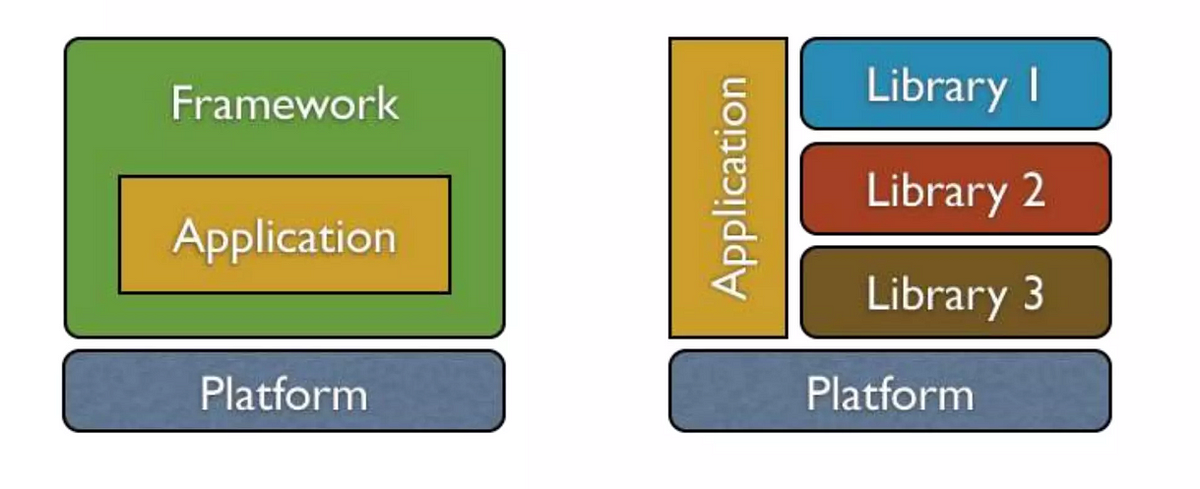 Framework
Application
Platform
Application
Library 1
Library 2
Library 3
Platform